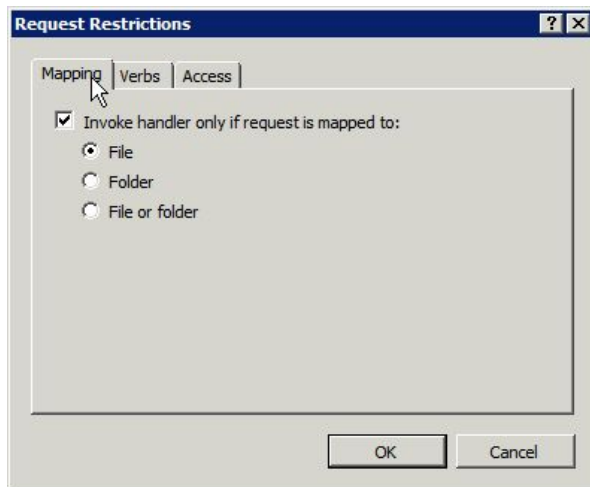 Request Restrictions
Mapping Verbs Access
Invoke handler only if request is mapped to:
File
Folder
File or folder
OK Cancel